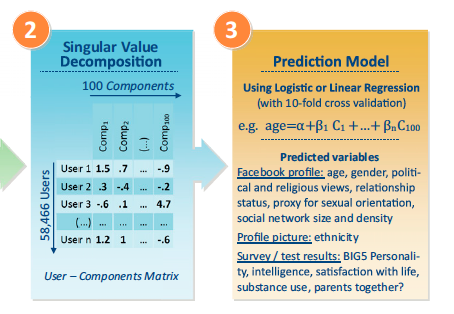 2
Singular Value
Decomposition
100 Components
Comp1 Comp2 (...) Comp100
User 1 1.5 .7 ... -.9
User 2 .3 -.4 ... -.2
User 3 -.6 .1 ... 4.7
(...) ... ... ... ...
User n 1.2 1 ... -.6
58,466 Users
User – Components Matrix
3
Prediction Model
Using Logistic or Linear Regression
(with 10-fold cross validation)
e.g. age=α+β1 C1 +...+ βnC100
Predicted variables
Facebook profile: age, gender, politi-
cal and religious views, relationship
status, proxy for sexual orientation,
social network size and density
Profile picture: ethnicity
Survey / test results: BIG5 Personali-
ty, intelligence, satisfaction with life,
substance use, parents together?